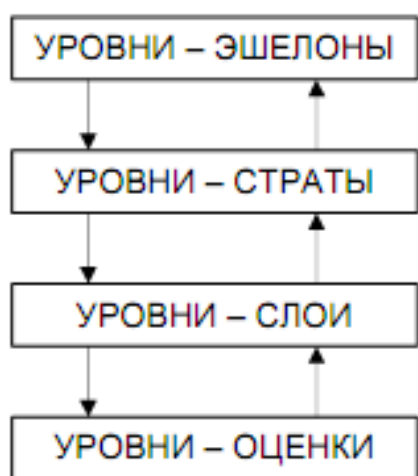 УРОВНИ – ЭШЕЛОНЫ
УРОВНИ – СТРАТЫ
УРОВНИ – СЛОИ
УРОВНИ – ОЦЕНКИ